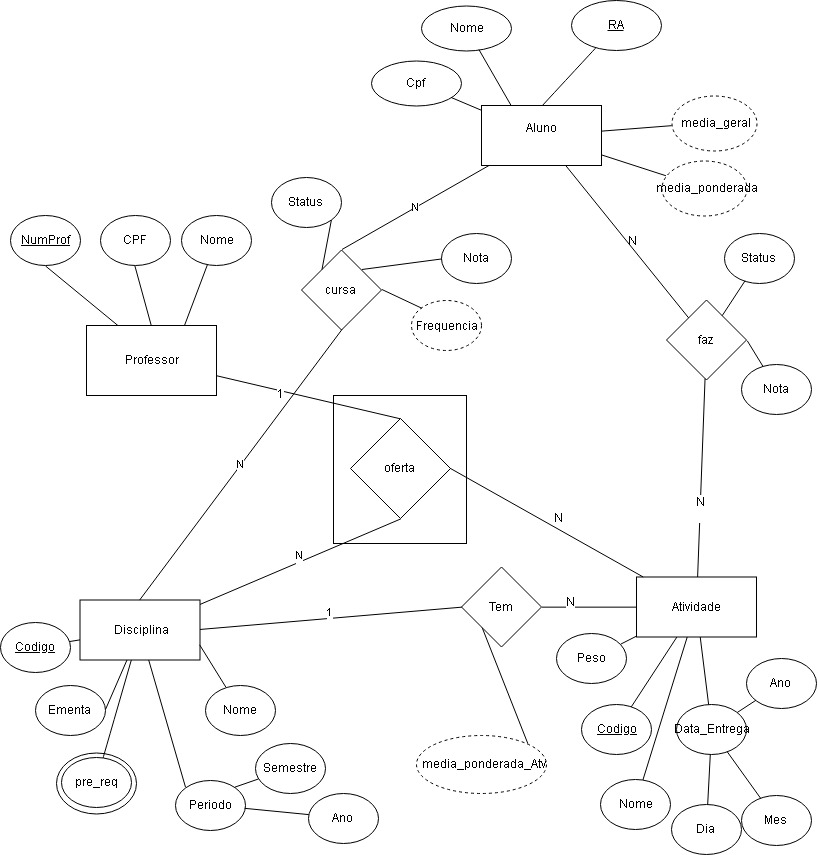 RA
Nome
Cpf
Aluno
media_geral
media_ponderada
Status
N
N
NumProf
CPF
Nome
Nota
Status
cursa
Frequencia
faz
Professor
Nota
1
N
oferta
N
N
N
Tem
N
Atividade
1
Disciplina
Codigo
Peso
Ano
Ementa
Nome
Codigo
Data_Entrega
media_ponderada_Atv
Semestre
pre_req
Periodo
Nome
Ano
Dia
Mes